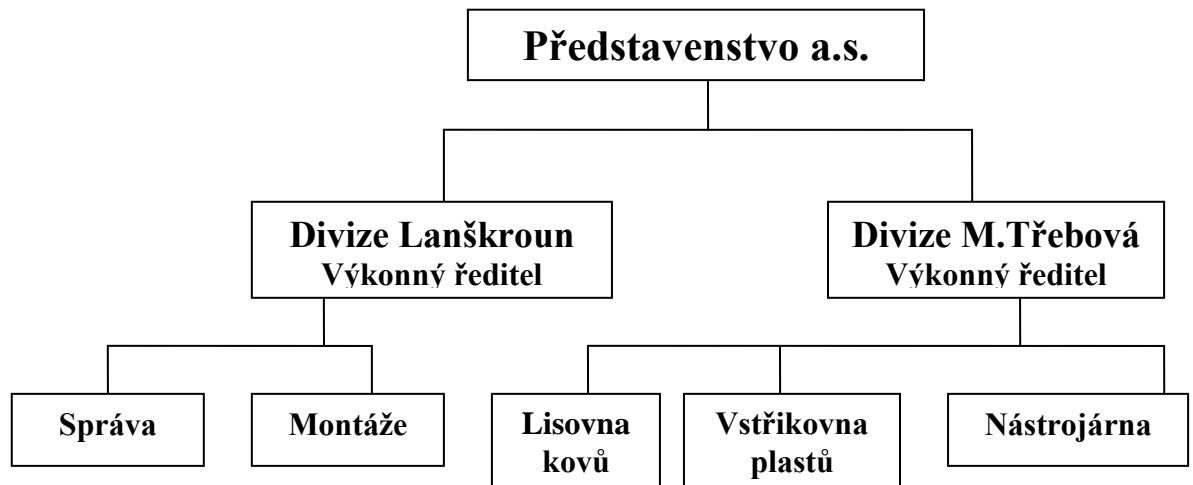 Představenstvo a.s.
Divize Lanškroun
Výkonný ředitel
Divize M.Třebová
Výkonný ředitel
Správa
Montáže
Lisovna
kovů
Vstřikovna
plastů
Nástrojárna